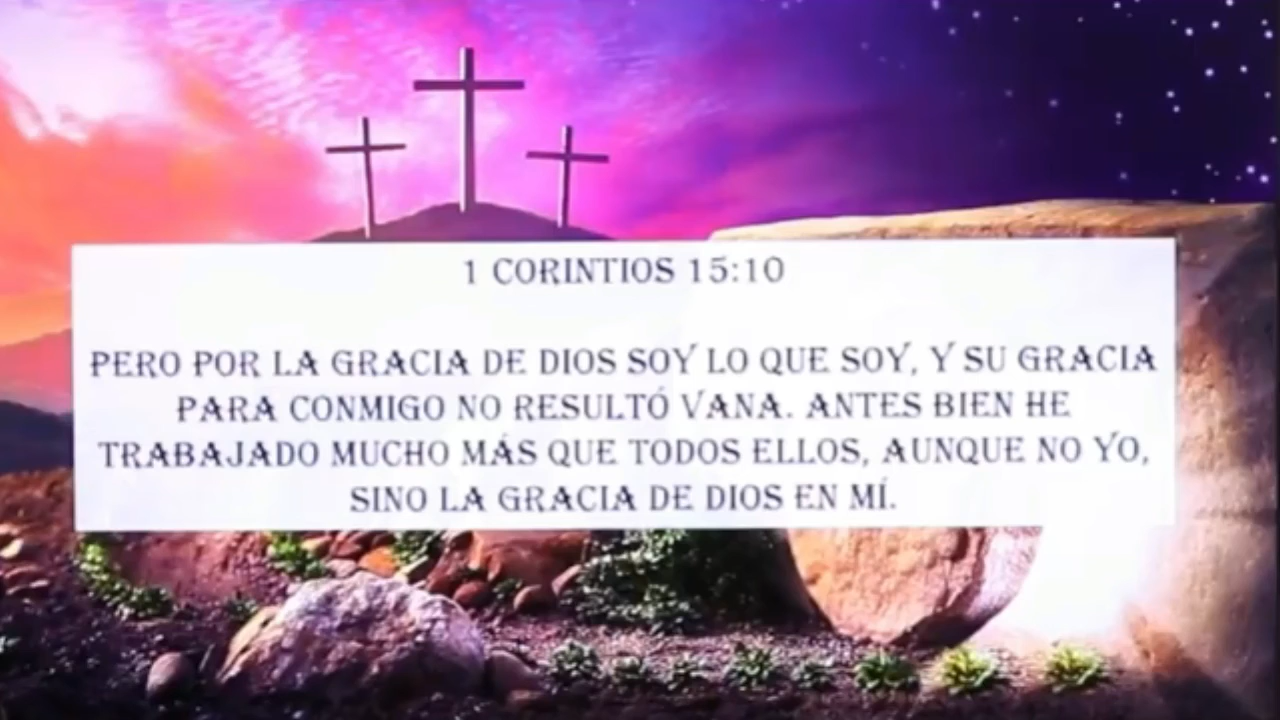 1 CORINTIOS 15:10
PERO POR LA GRACIA DE DIOS SOY LO QUE SOY, Y SU GRACIA
PARA CONMIGO NO RESULTÓ VANA. ANTES BIEN HE
TRABAJADO MUCHO MÁS QUE TODOS ELLOS, AUNQUE NO YO,
SINO LA GRACIA DE DIOS EN MÍ.